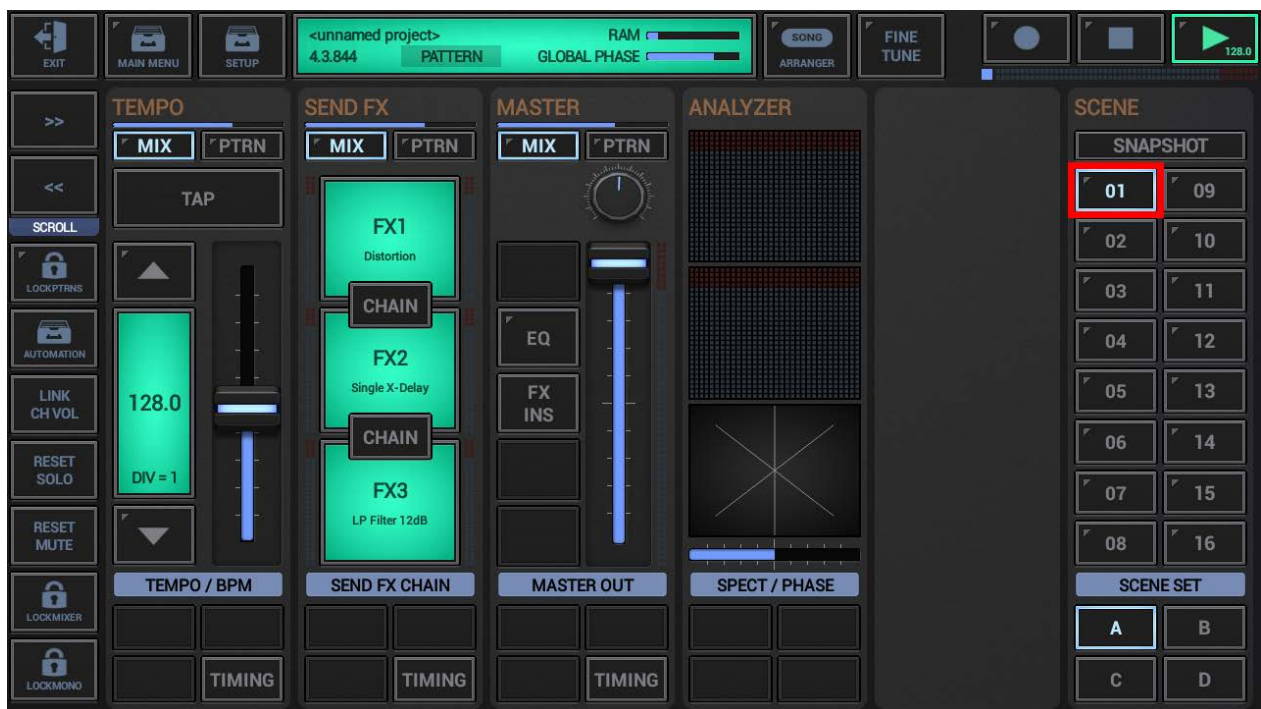 EXIT
MAIN MENU
SETUP
<unnamed project>
RAM
4.3.844
PATTERN
GLOBAL PHASE
SONG
ARRANGER
FINE
TUNE
128.0
>>
<<
SCROLL
LOCKPTRNS
AUTOMATION
LINK
CH VOL
RESET
SOLO
RESET
MUTE
LOCKMIXER
LOCKMONO
TEMPO
MIX
PTRN
TAP
128.0
DIV = 1
TEMPO / BPM
TIMING
SEND FX
MIX
PTRN
FX1
Distortion
CHAIN
FX2
Single X-Delay
CHAIN
FX3
LP Filter 12dB
SEND FX CHAIN
TIMING
MASTER
MIX
PTRN
EQ
FX
INS
MASTER OUT
TIMING
ANALYZER
SPECT / PHASE
SCENE
SNAPSHOT
01 09
02 10
03 11
04 12
05 13
06 14
07 15
08 16
SCENE SET
A B
C D